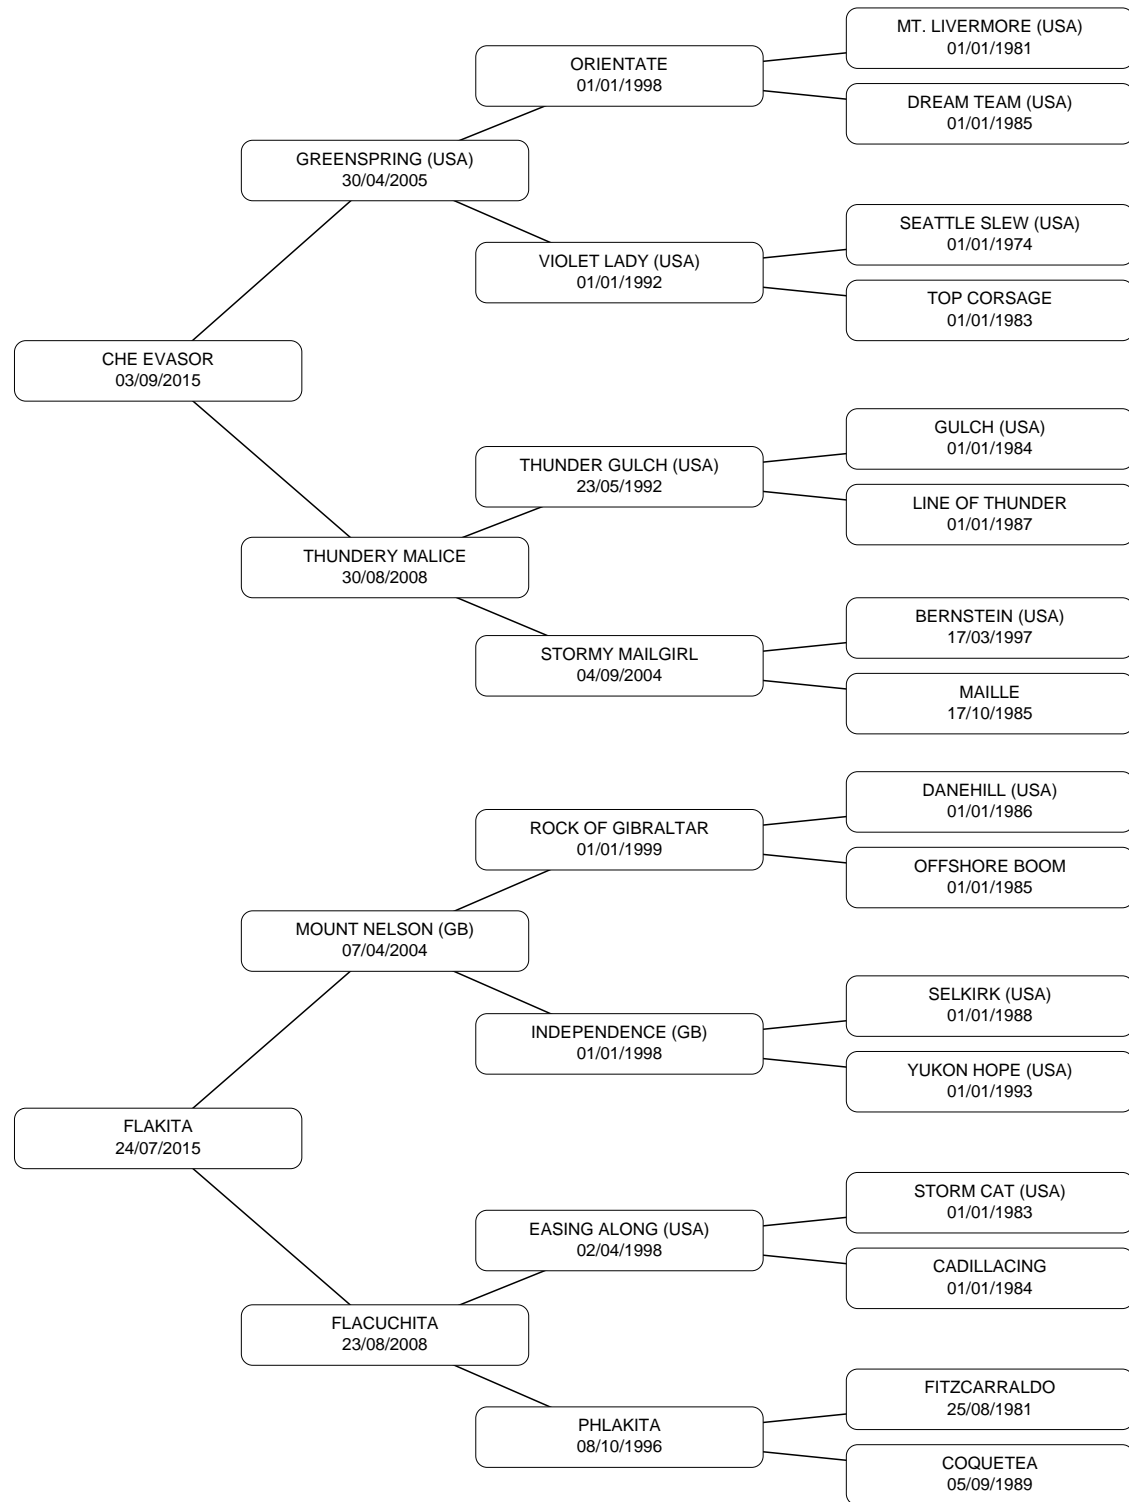 MT. LIVERMORE (USA)
01/01/1981
ORIENTATE
01/01/1998
DREAM TEAM (USA)
01/01/1985
GREENSPRING (USA)
30/04/2005
SEATTLE SLEW (USA)
01/01/1974
VIOLET LADY (USA)
01/01/1992
TOP CORSAGE
01/01/1983
CHE EVASOR
03/09/2015
GULCH (USA)
01/01/1984
THUNDER GULCH (USA)
23/05/1992
LINE OF THUNDER
01/01/1987
THUNDERY MALICE
30/08/2008
BERNSTEIN (USA)
17/03/1997
STORMY MAILGIRL
04/09/2004
MAILLE
17/10/1985
DANEHILL (USA)
01/01/1986
ROCK OF GIBRALTAR
01/01/1999
OFFSHORE BOOM
01/01/1985
MOUNT NELSON (GB)
07/04/2004
SELKIRK (USA)
01/01/1988
INDEPENDENCE (GB)
01/01/1998
YUKON HOPE (USA)
01/01/1993
FLAKITA
24/07/2015
STORM CAT (USA)
01/01/1983
EASING ALONG (USA)
02/04/1998
CADILLACING
01/01/1984
FLACUCHITA
23/08/2008
FITZCARRALDO
25/08/1981
PHLAKITA
08/10/1996
COQUETEA
05/09/1989